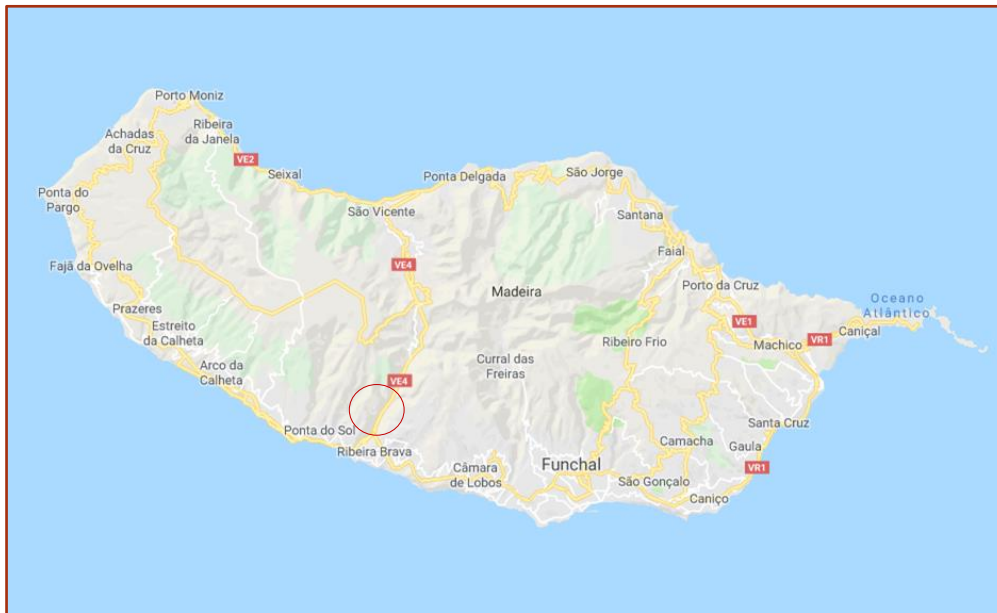 Porto Moniz
Ribeira
da Janela
Achadas
da Cruz
VE2
Seixal
Ponta Delgada
São Jorge
Ponta do
Pargo
São Vicente
Santana
Faial
Fajã da Ovelha
VE4
Madeira
Porto da Cruz
Oceano
Atlântico
Prazeres
VE1
Caniçal
Estreito
da Calheta
Ribeiro Frio
Machico
VR1
Arco da
Calheta
Curral das
Freiras
VE4
Santa Cruz
Ponta do Sol
Camacha
Gaula
Ribeira Brava
Câmara
de Lobos
Funchal
São Gonçalo
VR1
Caniço